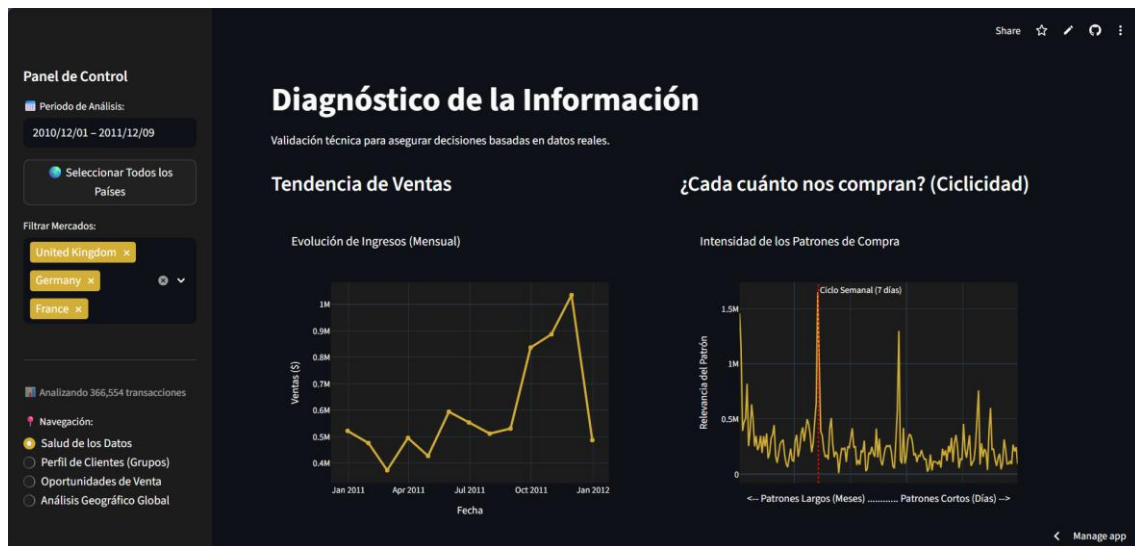 Share
Panel de Control
Periodo de Análisis:
2010/12/01 – 2011/12/09
Seleccionar Todos los
Países
Filtrar Mercados:
United Kingdom ×
Germany ×
France ×
Analizando 366,554 transacciones
Navegación:
Salud de los Datos
Perfil de Clientes (Grupos)
Oportunidades de Venta
Análisis Geográfico Global
Diagnóstico de la Información
Validación técnica para asegurar decisiones basadas en datos reales.
Tendencia de Ventas
Evolución de Ingresos (Mensual)
Ventas ($)
1M
0.9M
0.8M
0.7M
0.6M
0.5M
0.4M
Jan 2011 Apr 2011 Jul 2011 Oct 2011 Jan 2012
Fecha
¿Cada cuánto nos compran? (Ciclicidad)
Intensidad de los Patrones de Compra
Ciclo Semanal (7 días)
Relevancia del Patrón
1.5M
1M
0.5M
0
<-- Patrones Largos (Meses) ............ Patrones Cortos (Días) -->
Manage app